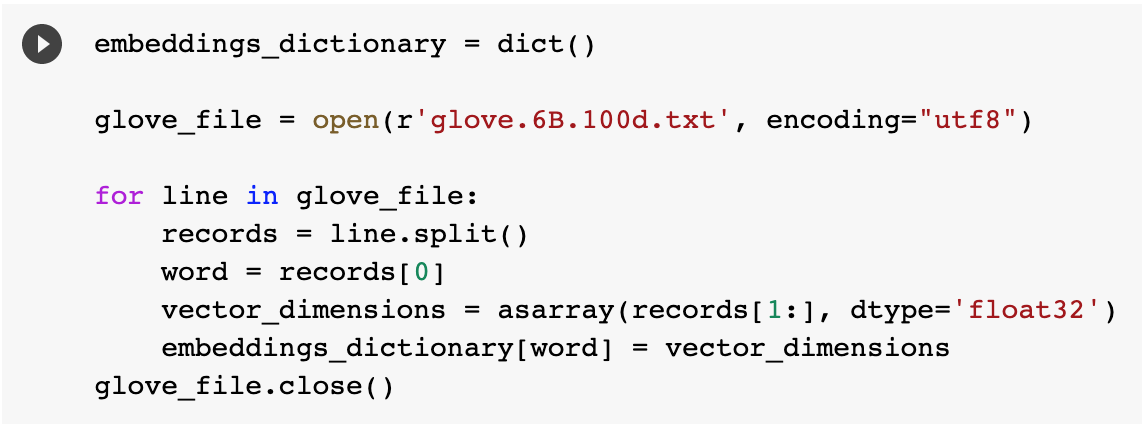 embeddings_dictionary = dict()
glove_file = open(r'glove.6B.100d.txt', encoding="utf8")
for line in glove_file:
    records = line.split()
    word = records[0]
    vector_dimensions = asarray(records[1:], dtype='float32')
    embeddings_dictionary[word] = vector_dimensions
glove_file.close()